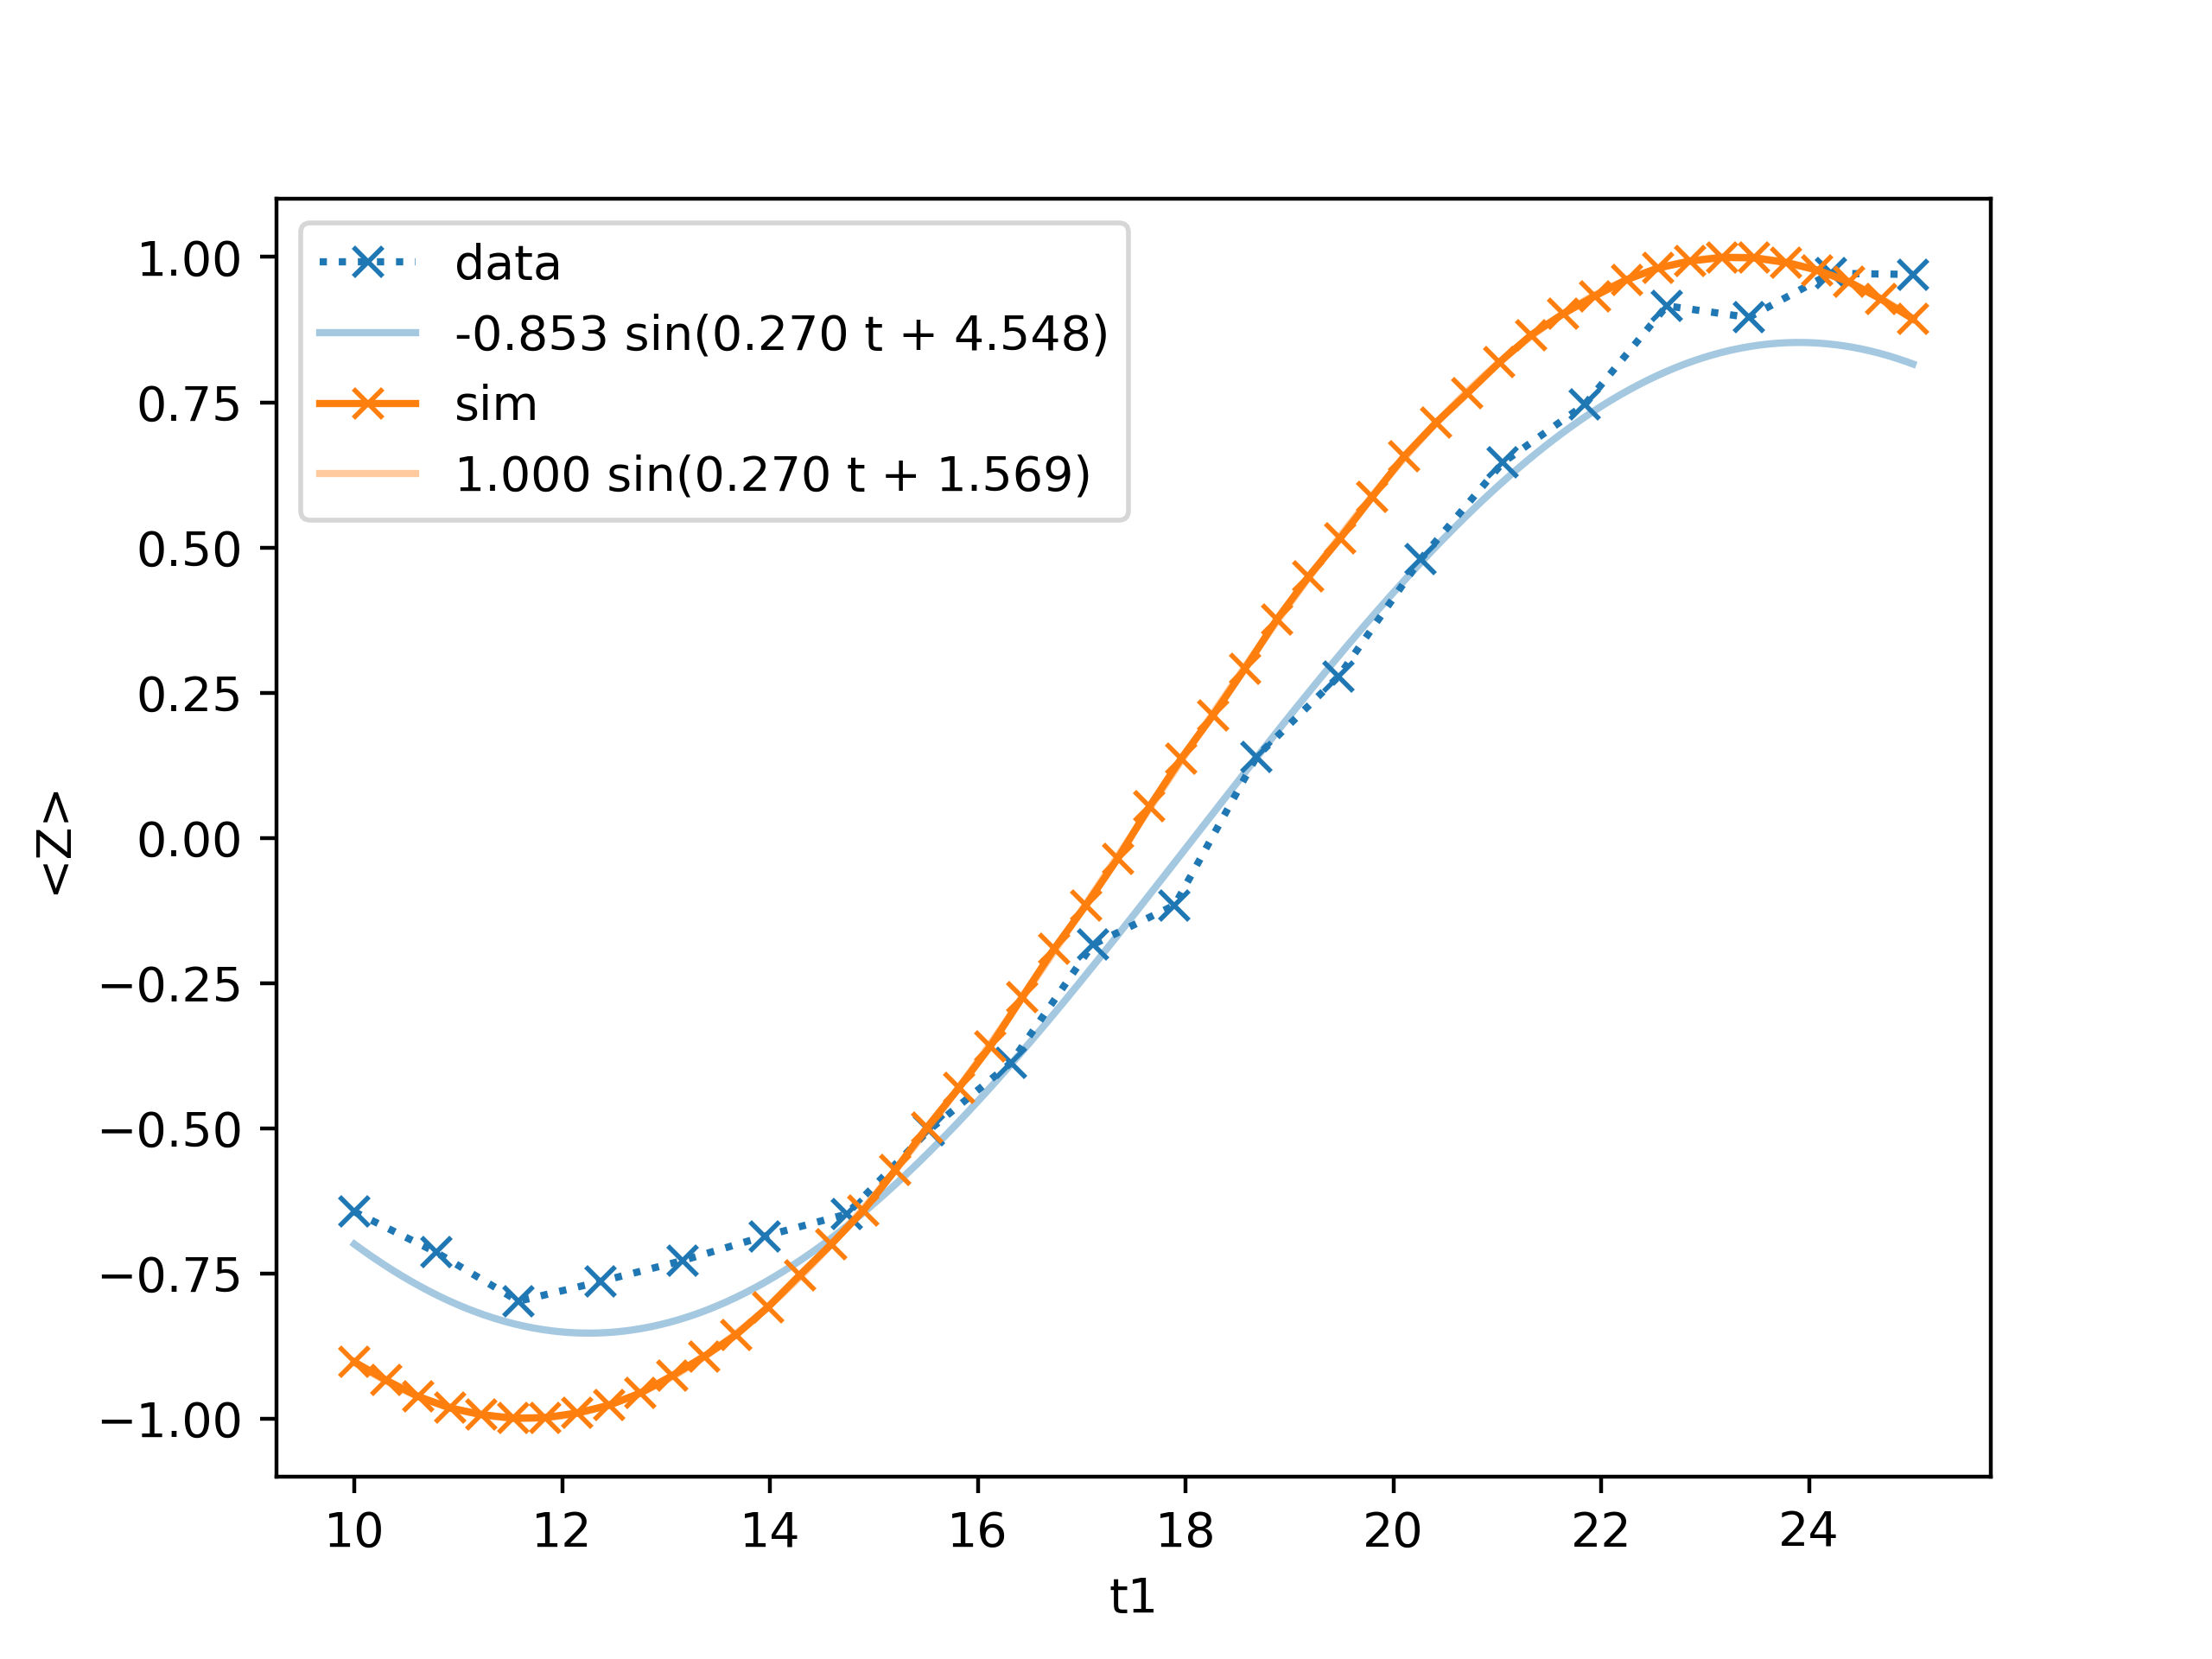 data
-0.853 sin(0.270 t + 4.548)
sim
1.000 sin(0.270 t + 1.569)
1.00
0.75
0.50
0.25
0.00
−0.25
−0.50
−0.75
−1.00
<Z>
10 12 14 16 18 20 22 24
t1